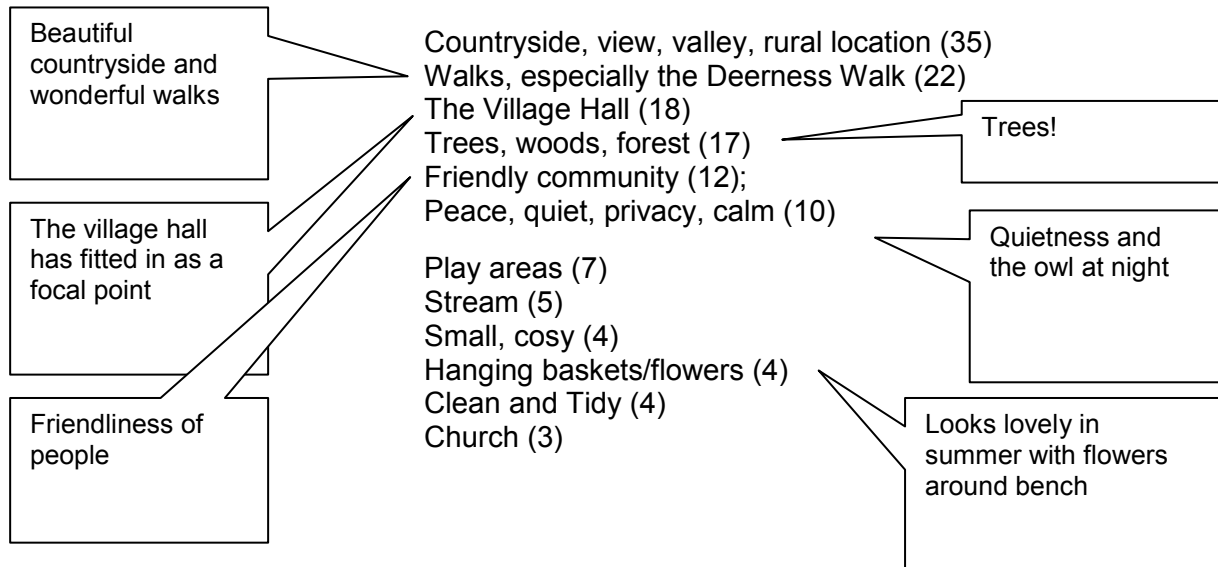 Beautiful
countryside and
wonderful walks
The village hall
has fitted in as a
focal point
Friendliness of
people
Countryside, view, valley, rural location (35)
Walks, especially the Deerness Walk (22)
The Village Hall (18)
Trees, woods, forest (17)
Friendly community (12);
Peace, quiet, privacy, calm (10)
Play areas (7)
Stream (5)
Small, cosy (4)
Hanging baskets/flowers (4)
Clean and Tidy (4)
Church (3)
Trees!
Quietness and
the owl at night
Looks lovely in
summer with flowers
around bench